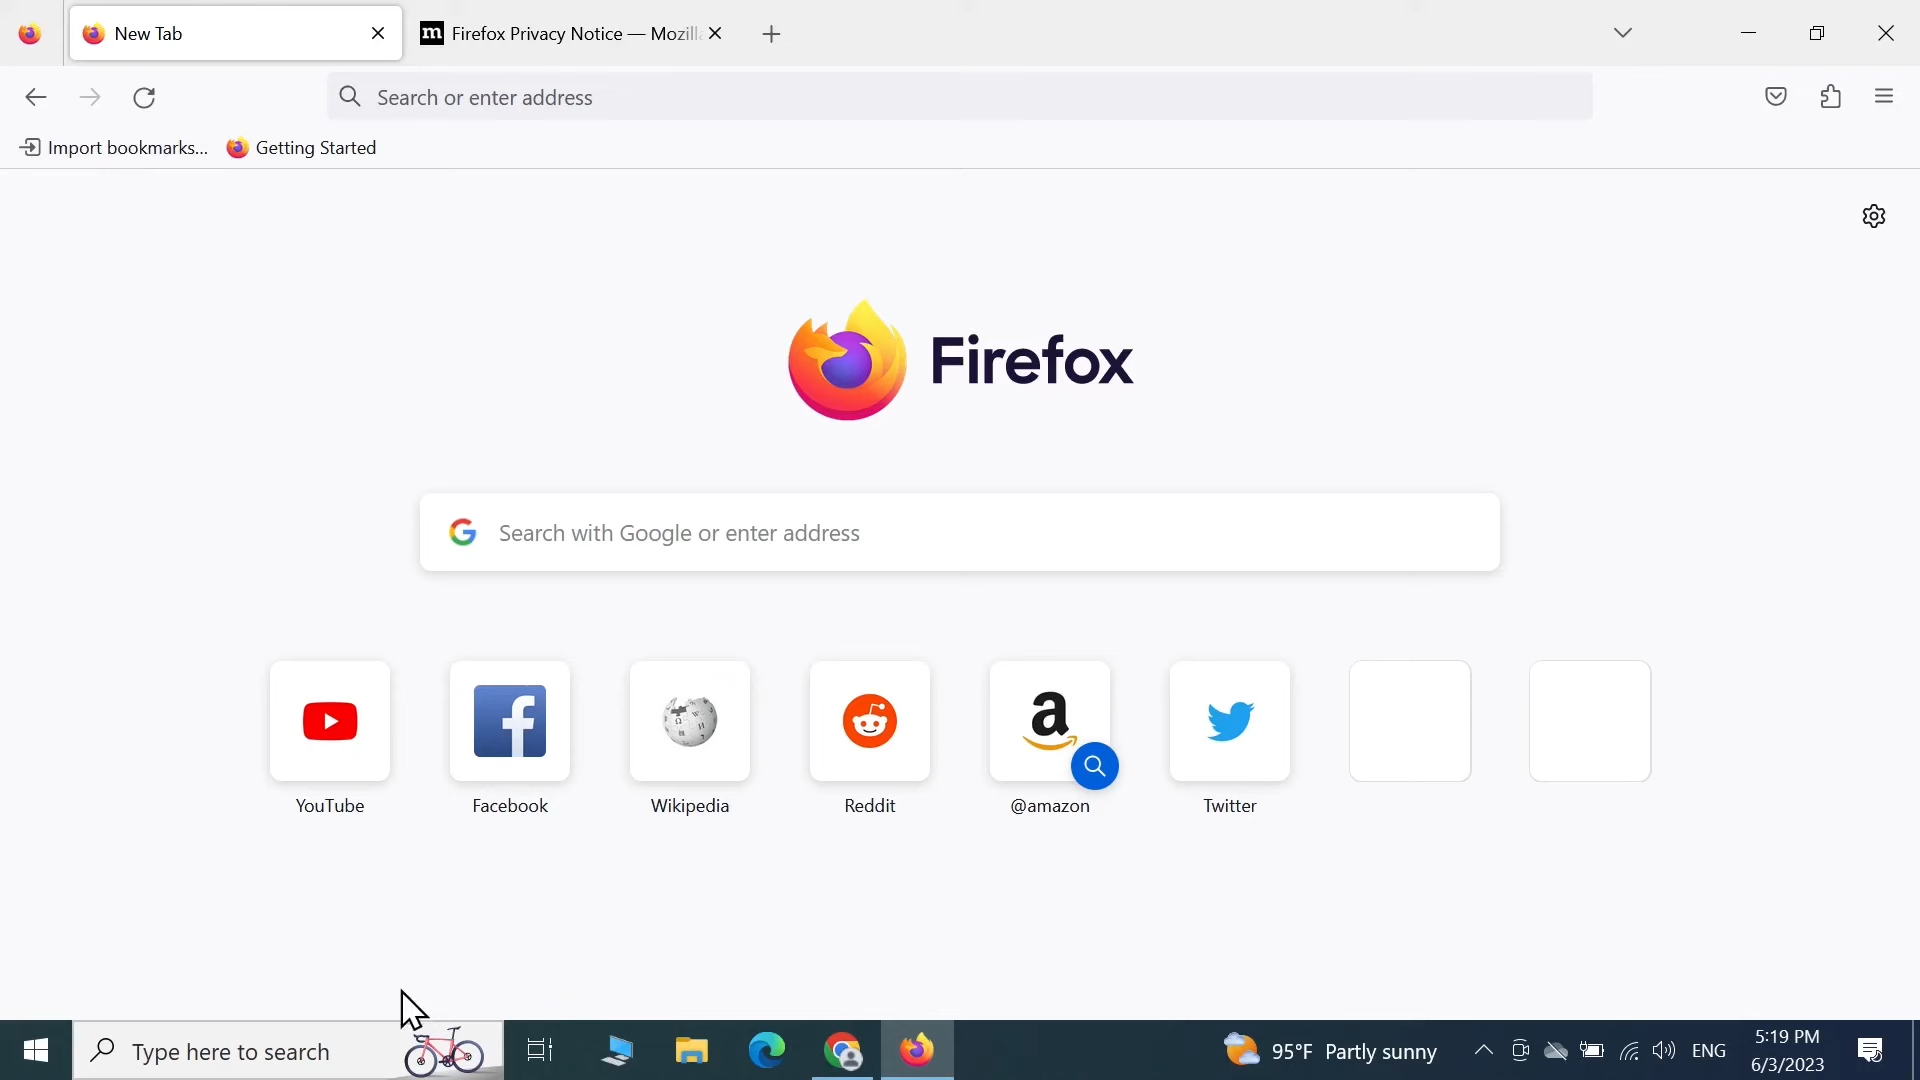 New Tab
Firefox Privacy Notice — Mozill
Search or enter address
Import bookmarks...
Getting Started
Firefox
Search with Google or enter address
YouTube
Facebook
Wikipedia
Reddit
@amazon
Twitter
Type here to search
95°F Partly sunny
ENG
5:19 PM
6/3/2023